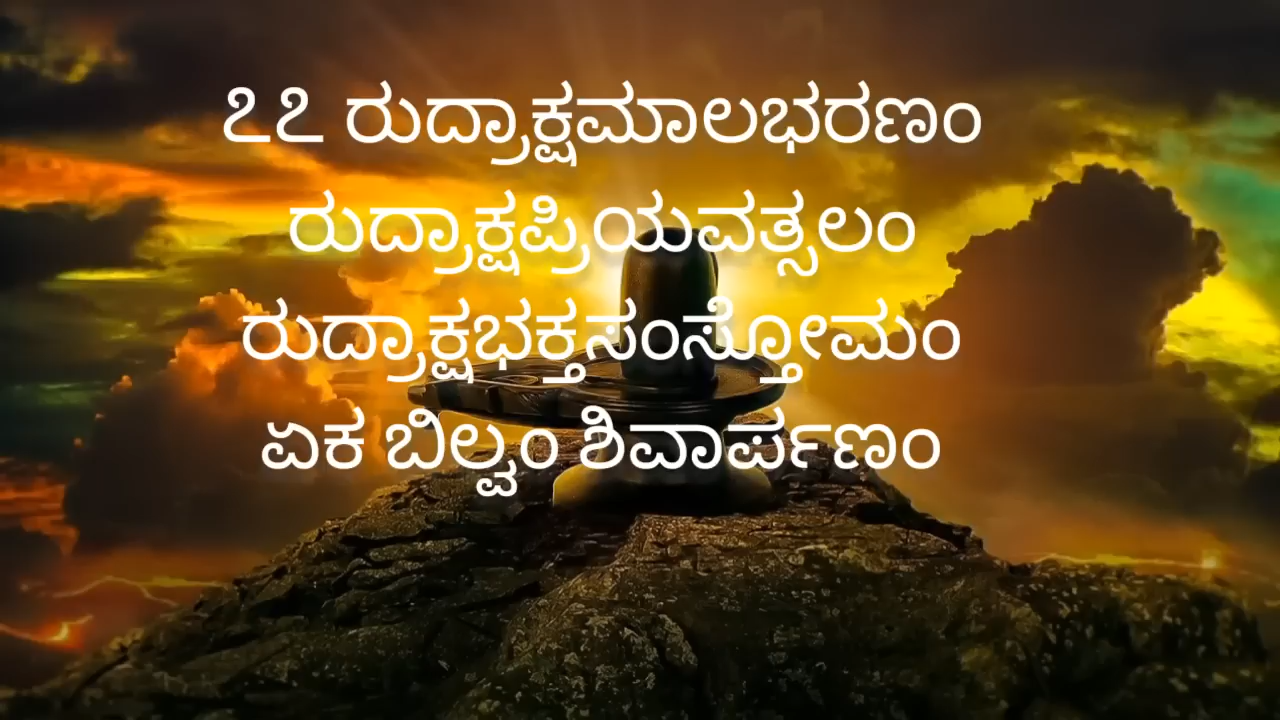 ೭೭ ರುದ್ರಾಕ್ಷಮಾಲಭರಣಂ
ರುದ್ರಾಕ್ಷಪ್ರಿಯವತ್ಸಲಂ
ರುದ್ರಾಕ್ಷಭಕ್ತಸಂಸ್ತೋಮಂ
ಏಕ ಬಿಲ್ವಂ ಶಿವಾರ್ಪಣಂ